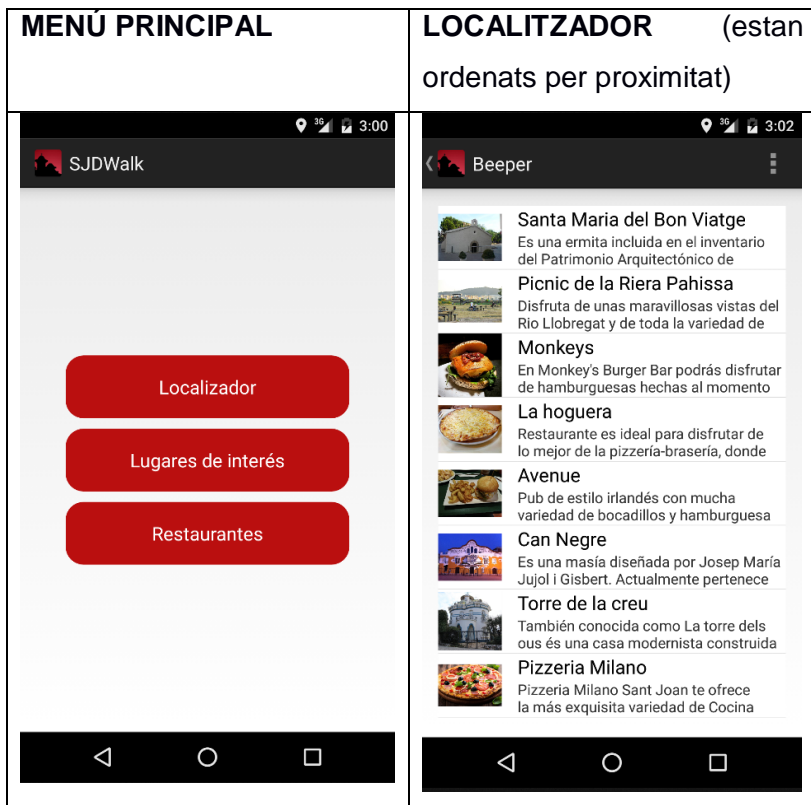 MENÚ PRINCIPAL
LOCALITZADOR (estan
ordenats per proximitat)
3G 3:00
SJDWalk
Localizador
Lugares de interés
Restaurantes
3G 3:02
Beeper
Santa Maria del Bon Viatge
Es una ermita incluida en el inventario
del Patrimonio Arquitectónico de
Picnic de la Riera Pahissa
Disfruta de unas maravillosas vistas del
Rio Llobregat y de toda la variedad de
Monkeys
En Monkey's Burger Bar podrás disfrutar
de hamburguesas hechas al momento
La hoguera
Restaurante es ideal para disfrutar de
lo mejor de la pizzería-brasería, donde
Avenue
Pub de estilo irlandés con mucha
variedad de bocadillos y hamburguesa
Can Negre
Es una masía diseñada por Josep María
Jujol i Gisbert. Actualmente pertenece
Torre de la creu
También conocida como La torre dels
ous és una casa modernista construida
Pizzeria Milano
Pizzeria Milano Sant Joan te ofrece
la más exquisita variedad de Cocina